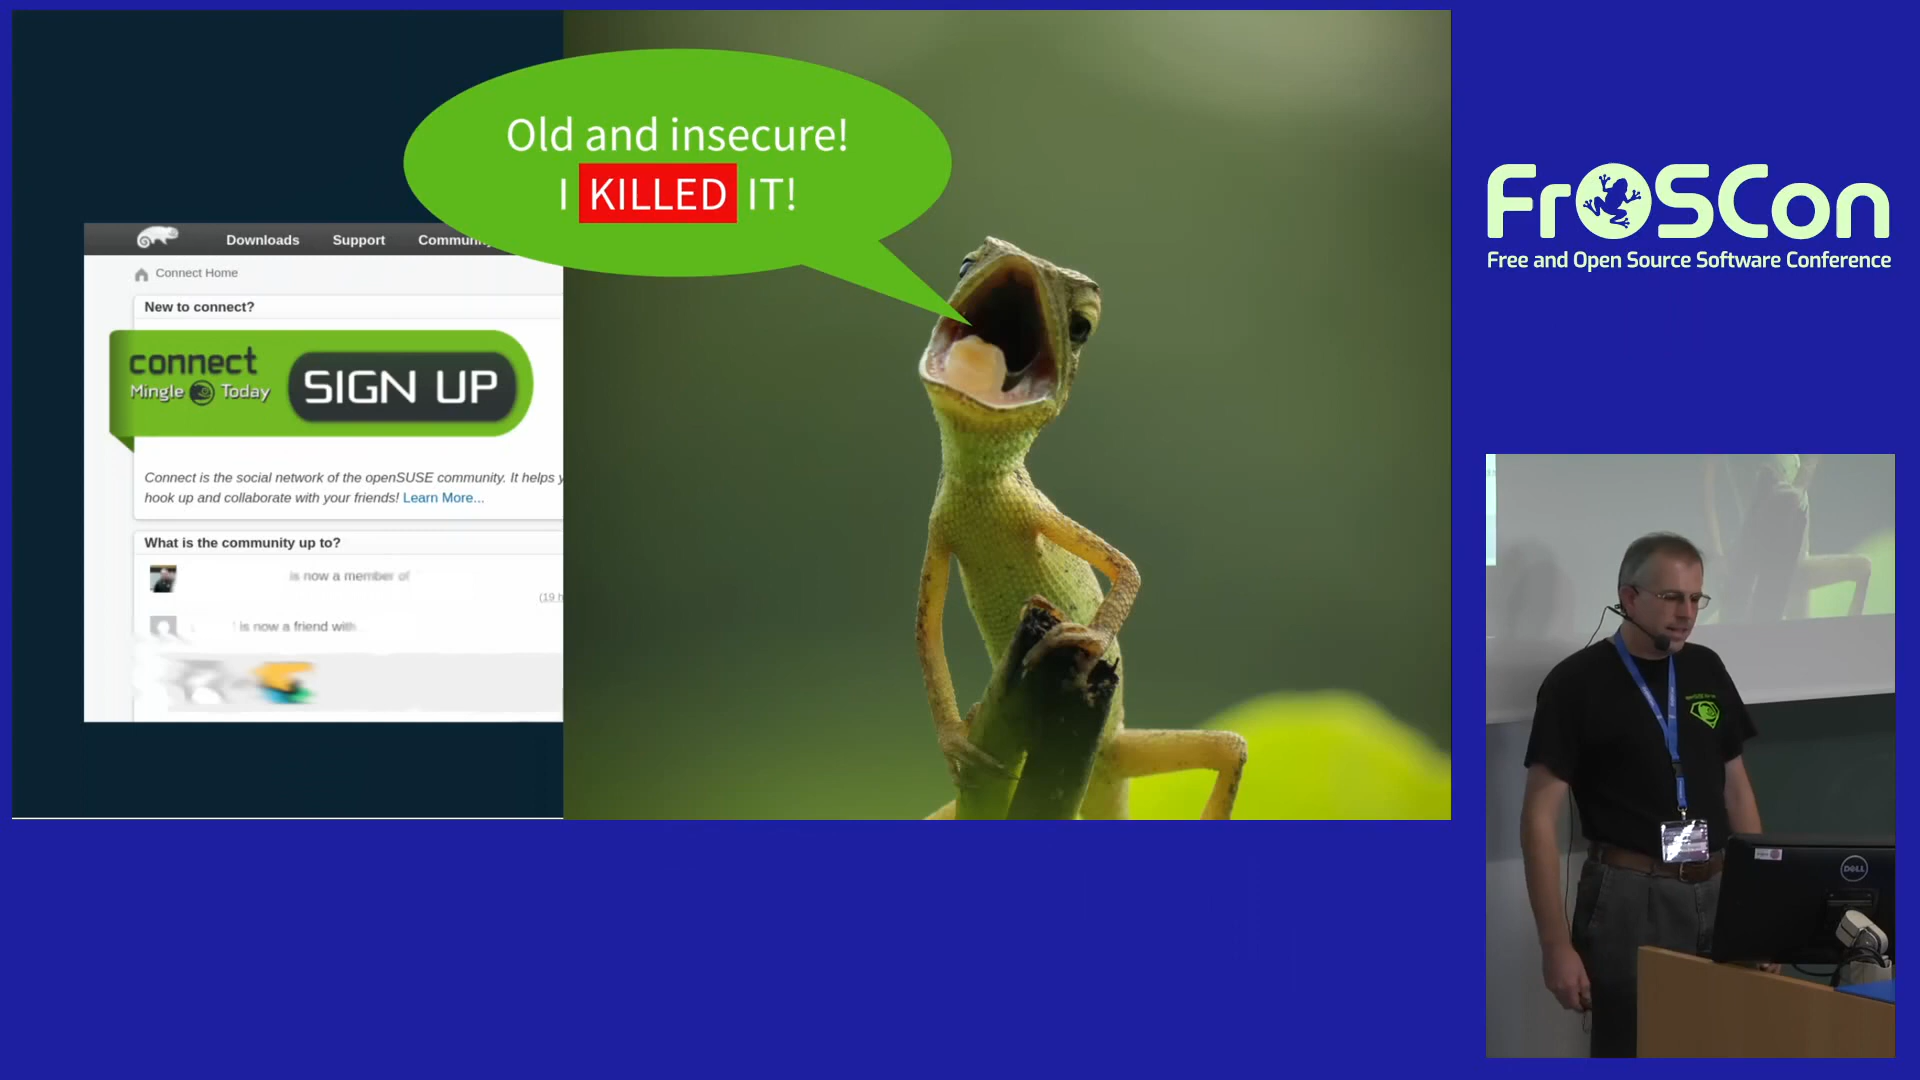 Old and insecure!
I KILLED IT!
Downloads Support
Connect Home
New to connect?
connect
Mingle Today
SIGN UP
Connect is the social network of the openSUSE community. It helps
hook up and collaborate with your friends! Learn More...
What is the community up to?
is now a member of
(19 h
is now a friend with
FrOSCon
Free and Open Source Software Conference
DELL